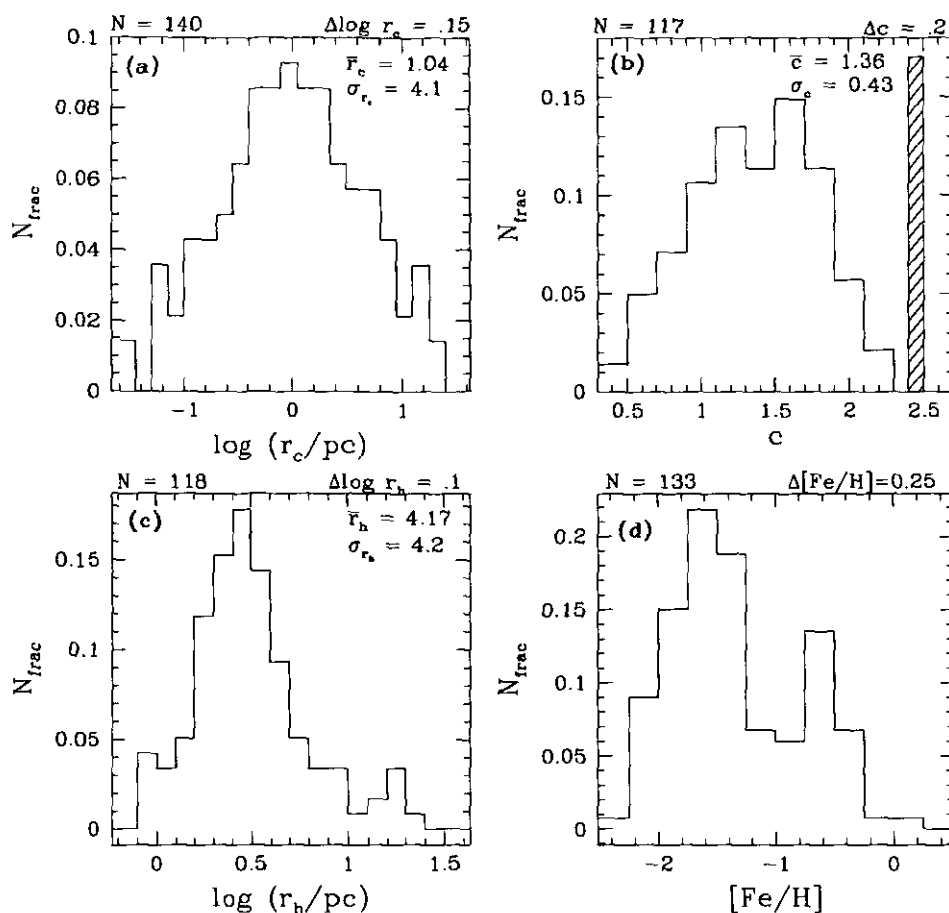 N = 140 Δlog r_c = .15
(a)
r̄_c = 1.04
σ_{r_c} = 4.1
0.1
0.08
0.06
0.04
0.02
0
N_frac
−1 0 1
log (r_c/pc)
N = 117 Δc = .2
(b)
c̄ = 1.36
σ_c = 0.43
0.15
0.1
0.05
0
N_frac
0.5 1 1.5 2 2.5
c
N = 118 Δlog r_h = .1
(c)
r̄_h = 4.17
σ_{r_h} = 4.2
0.15
0.1
0.05
0
N_frac
0 0.5 1 1.5
log (r_h/pc)
N = 133 Δ[Fe/H]=0.25
(d)
0.2
0.15
0.1
0.05
0
N_frac
−2 −1 0
[Fe/H]